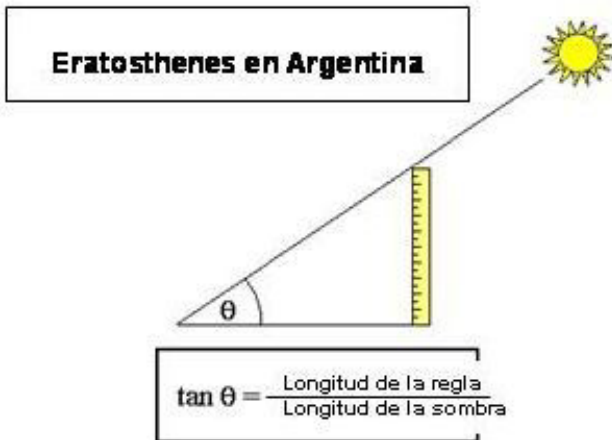 Eratosthenes en Argentina
θ
tan θ = Longitud de la regla
Longitud de la sombra